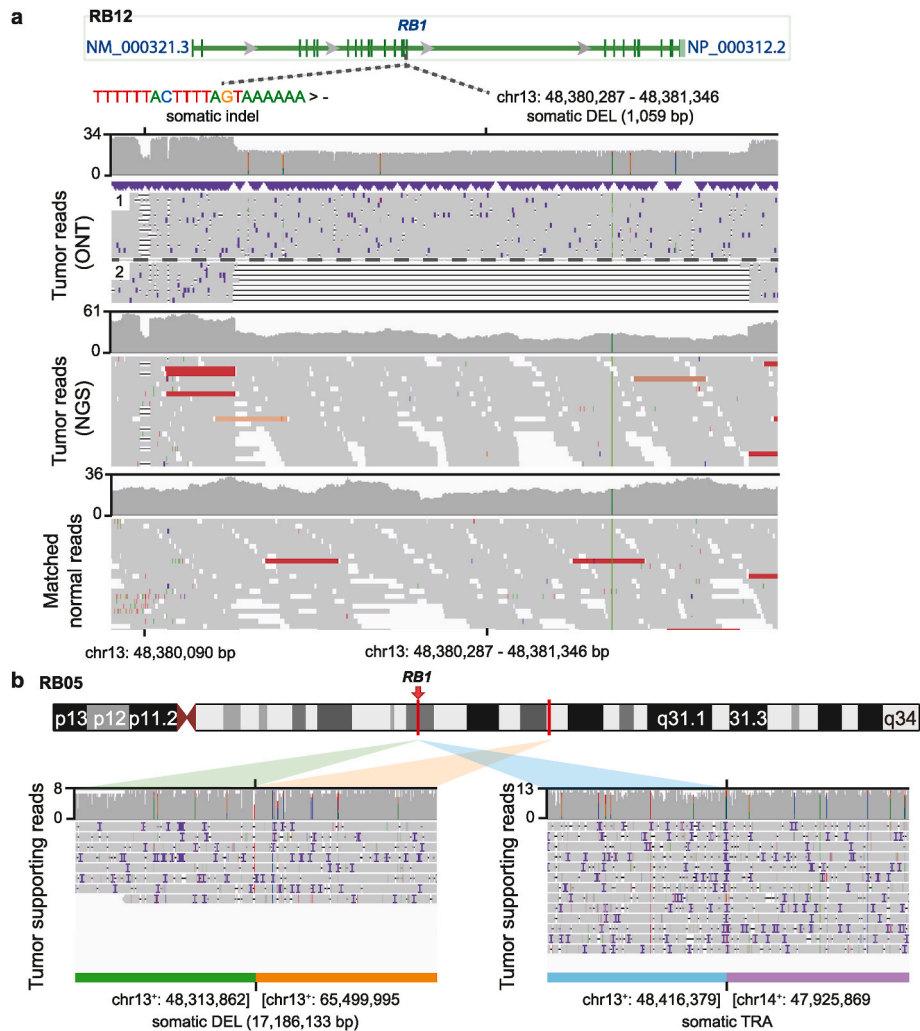 a
RB12
RB1
NM_000321.3
NP_000312.2
TTTTTTACTTTTAGTAAAAAA > -
somatic indel
chr13: 48,380,287 - 48,381,346
somatic DEL (1,059 bp)
34
0
Tumor reads
(ONT)
1
2
61
0
Tumor reads
(NGS)
36
0
Matched
normal reads
chr13: 48,380,090 bp
chr13: 48,380,287 - 48,381,346 bp
b
RB05
RB1
p13 p12 p11.2 q31.1 31.3 q34
8
0
Tumor supporting reads
chr13⁺: 48,313,862] [chr13⁺: 65,499,995
somatic DEL (17,186,133 bp)
13
0
Tumor supporting reads
chr13⁺: 48,416,379] [chr14⁺: 47,925,869
somatic TRA